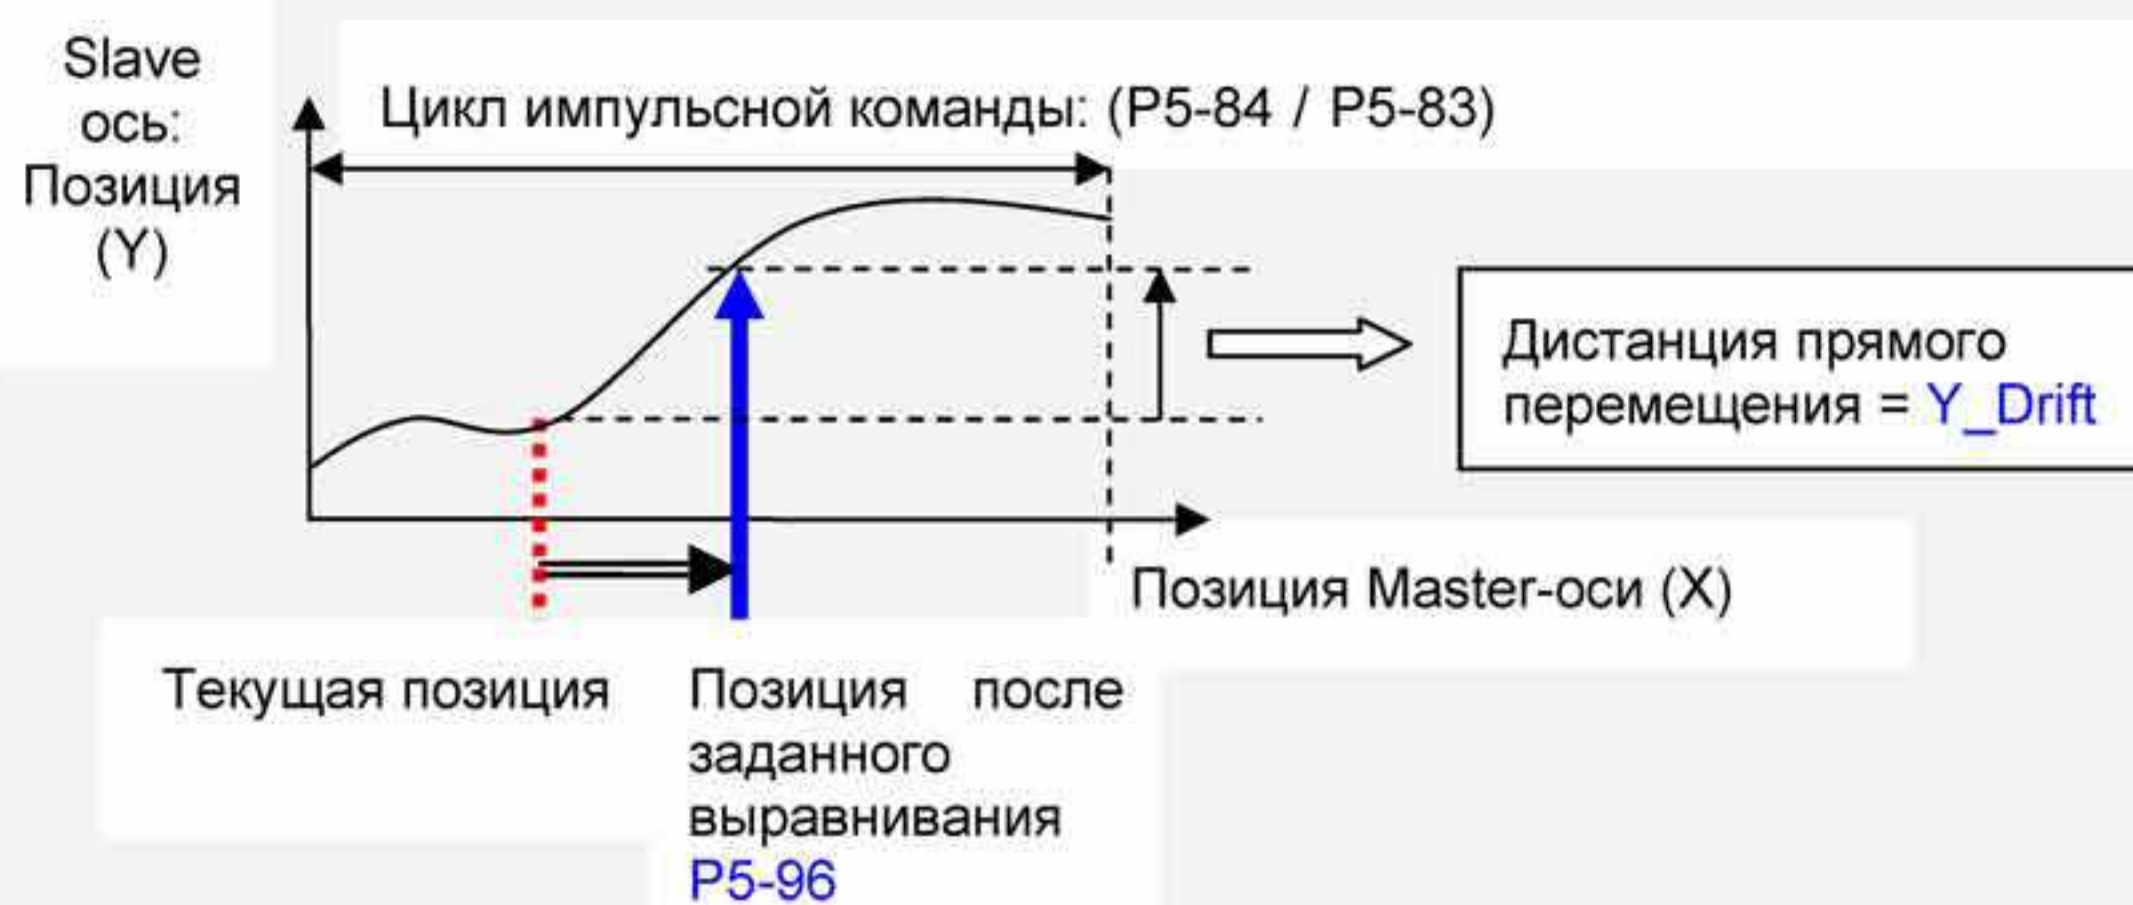 Slave
ось:
Позиция
(Y)
Цикл импульсной команды: (P5-84 / P5-83)
Дистанция прямого
перемещения = Y_Drift
Позиция Master-оси (X)
Текущая позиция
Позиция после
заданного
выравнивания
P5-96